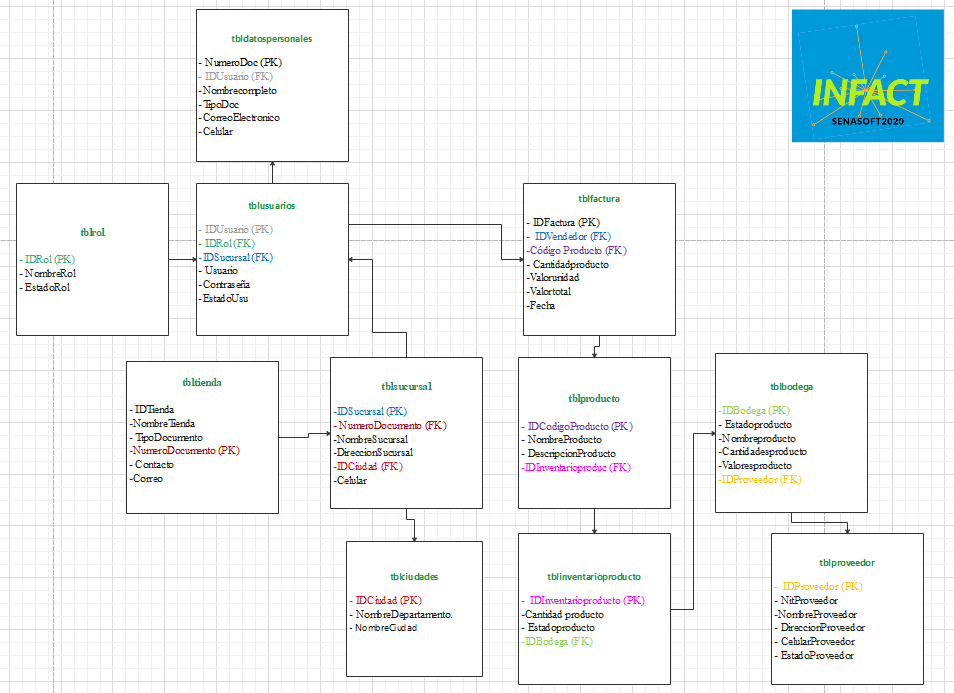 tbldatospersonales
- NumeroDoc (PK)
- IDUsuario (FK)
- Nombrecompleto
- TipoDoc
- CorreoElectronico
- Celular
INFACT
SENASOFT2020
tblrol
- IDRol (PK)
- NombreRol
- EstadoRol
tblusuarios
- IDUsuario (PK)
- IDRol (FK)
- IDSucursal (FK)
- Usuario
- Contraseña
- EstadoUsu
tblfactura
- IDFactura (PK)
- IDVendedor (FK)
-Código Producto (FK)
- Cantidadproducto
-Valorunidad
-Valortotal
-Fecha
tbltienda
- IDTienda
-NombreTienda
- TipoDocumento
-NumeroDocumento (PK)
- Contacto
-Correo
tblsucursal
-IDSucursal (PK)
- NumeroDocumento (FK)
-NombreSucursal
-DireccionSucursal
-IDCiudad (FK)
-Celular
tblproducto
- IDCodigoProducto (PK)
- NombreProducto
- DescripcionProducto
-IDInventarioproduc (FK)
tblbodega
-IDBodega (PK)
- Estadoproducto
-Nombreproducto
-Cantidadesproducto
-Valoresproducto
-IDProveedor (FK)
tblciudades
- IDCiudad (PK)
- NombreDepartamento.
- NombreCiudad
tblinventarioproducto
- IDInventarioproducto (PK)
-Cantidad producto
- Estadoproducto
-IDBodega (FK)
tblproveedor
- IDProveedor (PK)
- NitProveedor
-NombreProveedor
- DireccionProveedor
- CelularProveedor
- EstadoProveedor